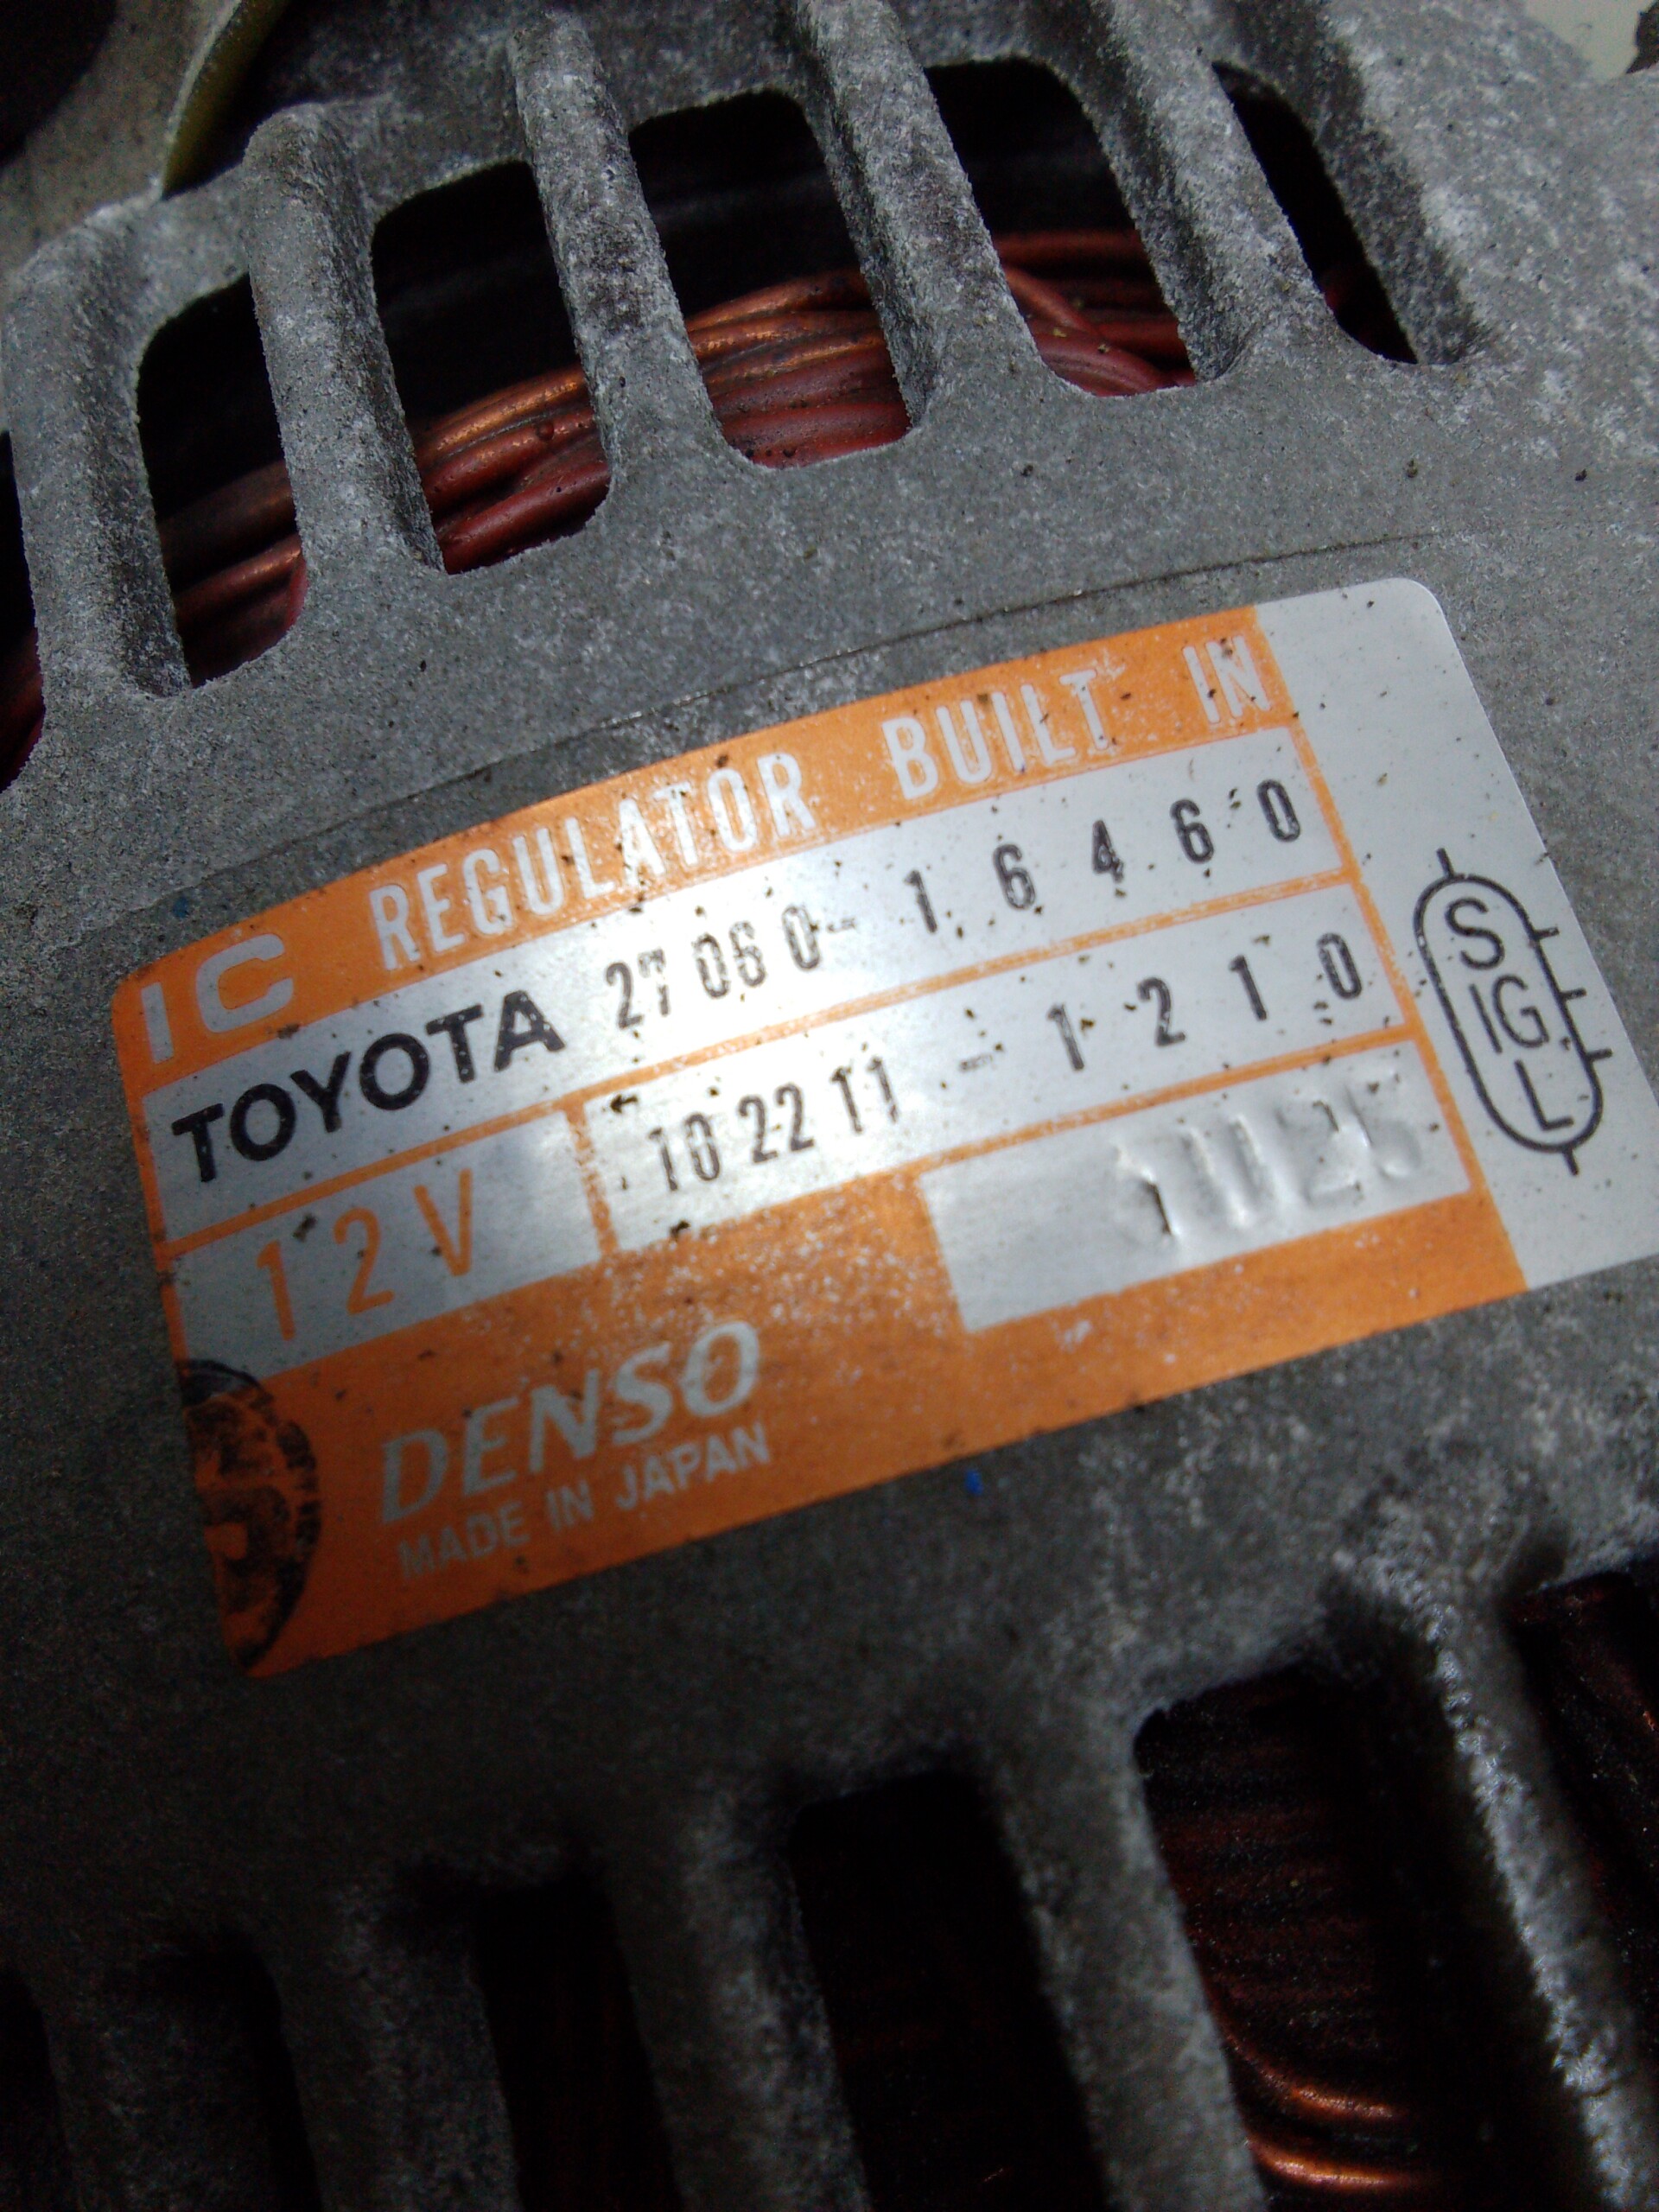 IC REGULATOR BUILT IN
TOYOTA 27060-16460
12V 102211-1210
DENSO
MADE IN JAPAN
S
IG
L